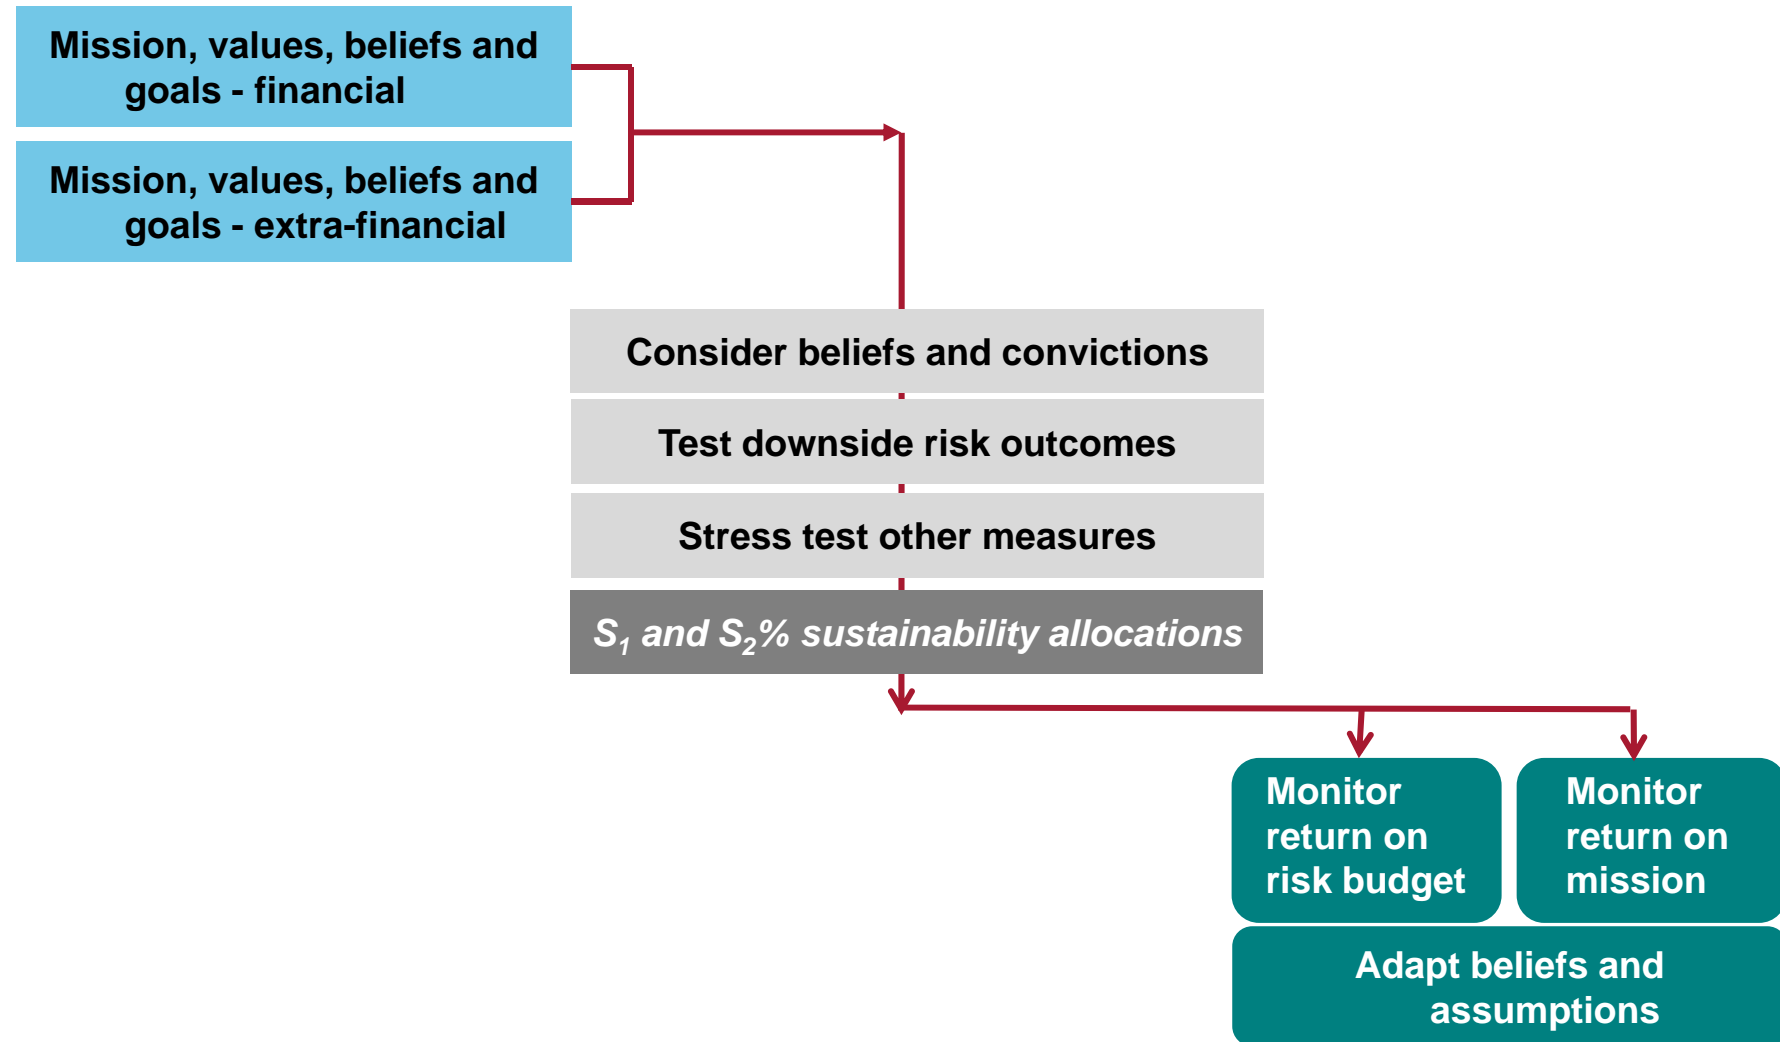 Mission, values, beliefs and
goals - financial
Mission, values, beliefs and
goals - extra-financial
Consider beliefs and convictions
Test downside risk outcomes
Stress test other measures
S₁ and S₂% sustainability allocations
Monitor
return on
risk budget
Monitor
return on
mission
Adapt beliefs and
assumptions